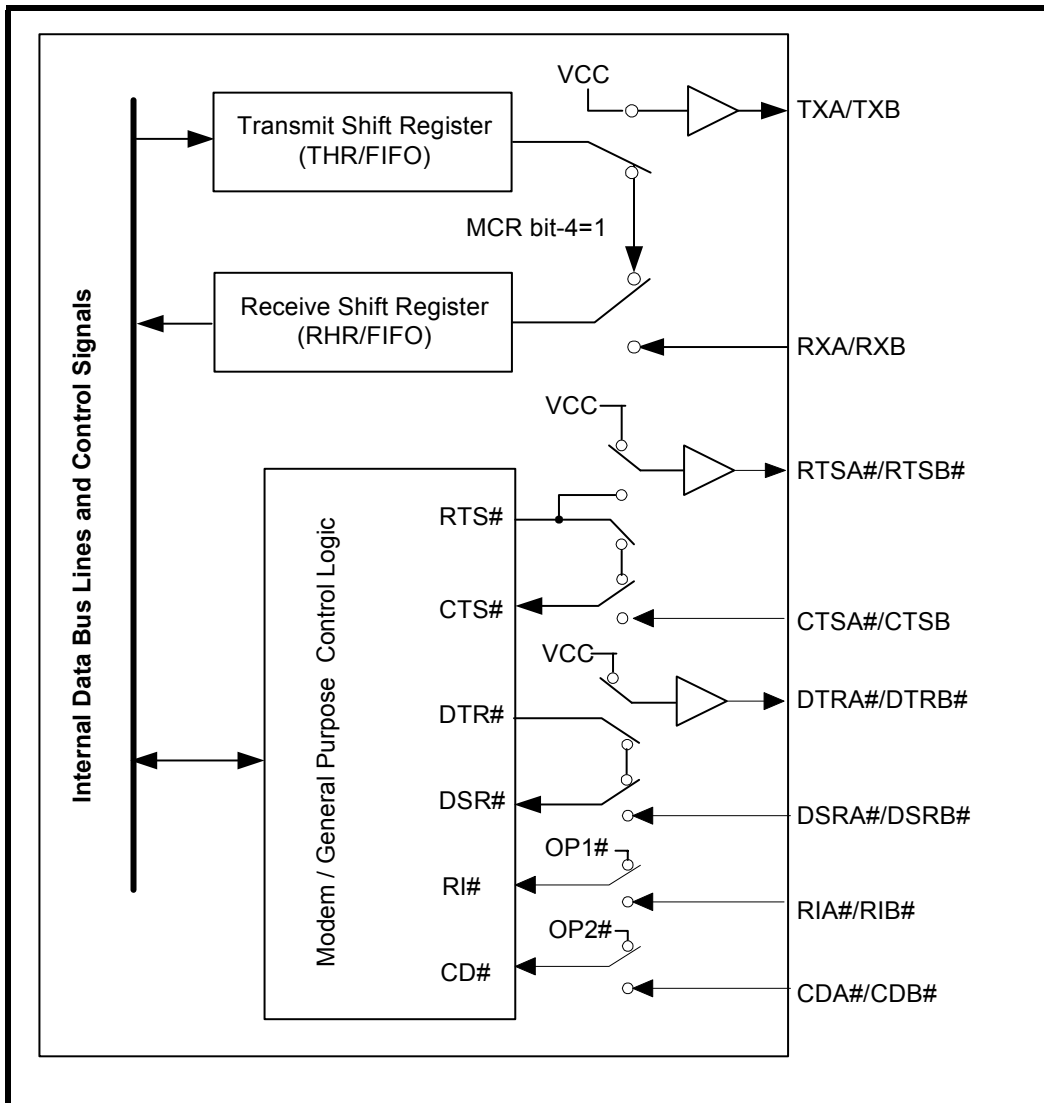 VCC
TXA/TXB
Transmit Shift Register
(THR/FIFO)
MCR bit-4=1
Receive Shift Register
(RHR/FIFO)
RXA/RXB
Internal Data Bus Lines and Control Signals
VCC
RTSA#/RTSB#
Modem / General Purpose Control Logic
RTS#
CTS#
CTSA#/CTSB
VCC
DTRA#/DTRB#
DTR#
DSR#
DSRA#/DSRB#
OP1#
RI#
RIA#/RIB#
OP2#
CD#
CDA#/CDB#